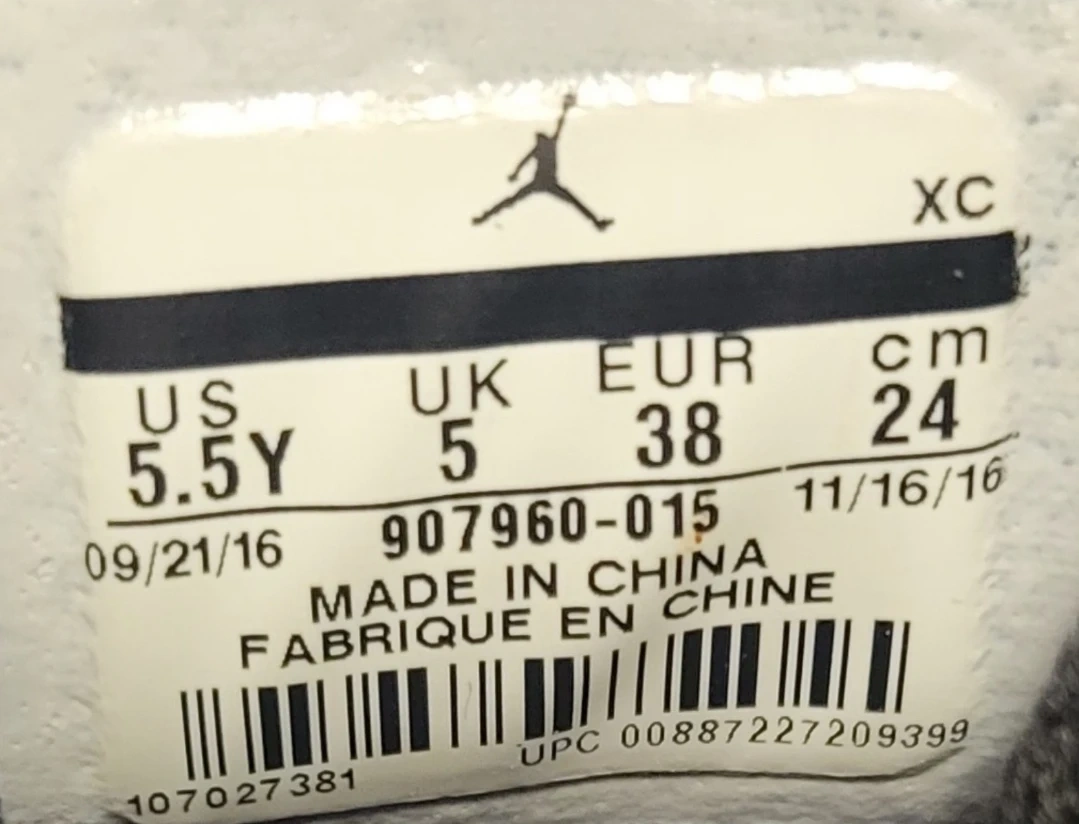 XC
US UK EUR cm
5.5Y 5 38 24
09/21/16 907960-015 11/16/16
MADE IN CHINA
FABRIQUE EN CHINE
UPC 00887227209399
107027381